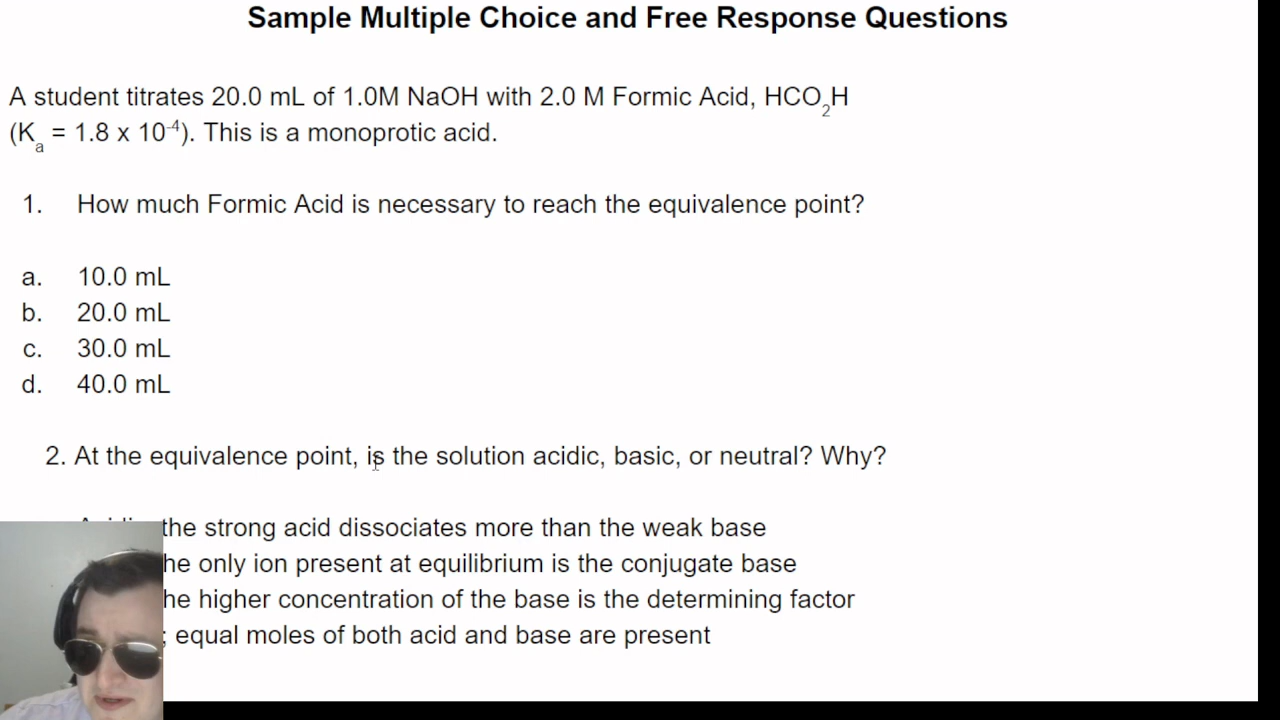 Sample Multiple Choice and Free Response Questions
A student titrates 20.0 mL of 1.0M NaOH with 2.0 M Formic Acid, HCO₂H
(Kₐ = 1.8 x 10⁻⁴). This is a monoprotic acid.
1. How much Formic Acid is necessary to reach the equivalence point?
a. 10.0 mL
b. 20.0 mL
c. 30.0 mL
d. 40.0 mL
2. At the equivalence point, is the solution acidic, basic, or neutral? Why?
the strong acid dissociates more than the weak base
only ion present at equilibrium is the conjugate base
higher concentration of the base is the determining factor
; equal moles of both acid and base are present